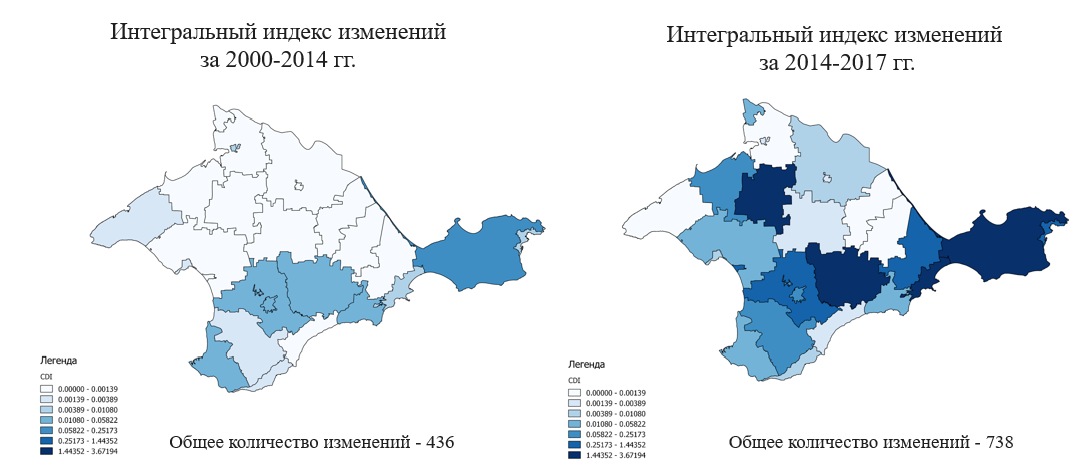 Интегральный индекс изменений
за 2000-2014 гг.
Легенда
CDI
0.00000 - 0.00139
0.00139 - 0.00389
0.00389 - 0.01080
0.01080 - 0.05822
0.05822 - 0.25173
0.25173 - 1.44352
1.44352 - 3.67194
Общее количество изменений - 436
Интегральный индекс изменений
за 2014-2017 гг.
Легенда
CDI
0.00000 - 0.00139
0.00139 - 0.00389
0.00389 - 0.01080
0.01080 - 0.05822
0.05822 - 0.25173
0.25173 - 1.44352
1.44352 - 3.67194
Общее количество изменений - 738